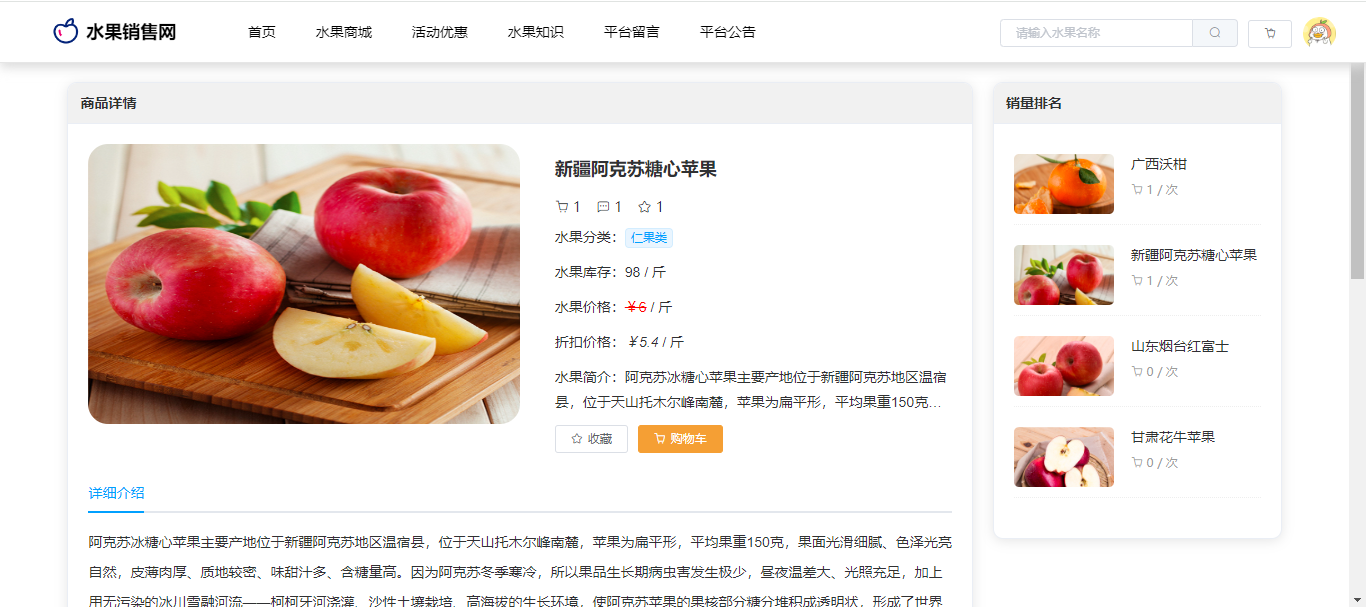 水果销售网
首页 水果商城 活动优惠 水果知识 平台留言 平台公告
请输入水果名称
商品详情
新疆阿克苏糖心苹果
1 1 1
水果分类： 仁果类
水果库存：98 / 斤
水果价格：￥6 / 斤
折扣价格：￥5.4 / 斤
水果简介：阿克苏冰糖心苹果主要产地位于新疆阿克苏地区温宿
县，位于天山托木尔峰南麓，苹果为扁平形，平均果重150克...
收藏 购物车
详细介绍
阿克苏冰糖心苹果主要产地位于新疆阿克苏地区温宿县，位于天山托木尔峰南麓，苹果为扁平形，平均果重150克，果面光滑细腻、色泽光亮
自然，皮薄肉厚、质地较密、味甜汁多、含糖量高。因为阿克苏冬季寒冷，所以果品生长期病虫害发生极少，昼夜温差大、光照充足，加上
用无污染的冰川雪融河流——柯柯牙河浇灌，沙性土壤栽培，高海拔的生长环境，使阿克苏苹果的果核部分糖分堆积成透明状，形成了世界
销量排名
广西沃柑
1 / 次
新疆阿克苏糖心苹果
1 / 次
山东烟台红富士
0 / 次
甘肃花牛苹果
0 / 次